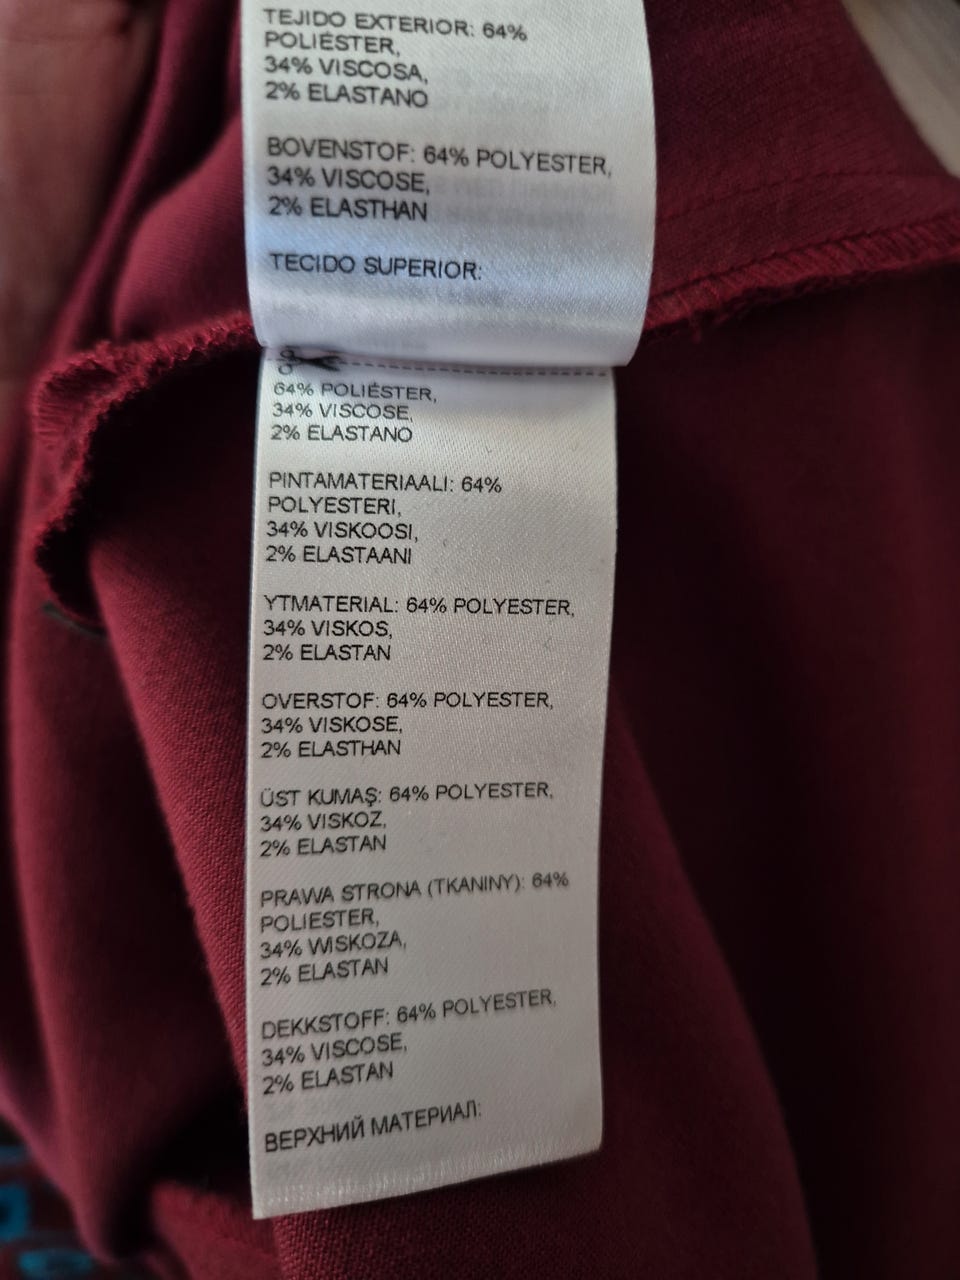 TEJIDO EXTERIOR: 64%
POLIÉSTER,
34% VISCOSA,
2% ELASTANO
BOVENSTOF: 64% POLYESTER,
34% VISCOSE,
2% ELASTHAN
TECIDO SUPERIOR:
64% POLIÉSTER,
34% VISCOSE,
2% ELASTANO
PINTAMATERIAALI: 64%
POLYESTERI,
34% VISKOOSI,
2% ELASTAANI
YTMATERIAL: 64% POLYESTER,
34% VISKOS,
2% ELASTAN
OVERSTOF: 64% POLYESTER,
34% VISKOSE,
2% ELASTHAN
ÜST KUMAŞ: 64% POLYESTER,
34% VISKOZ,
2% ELASTAN
PRAWA STRONA (TKANINY): 64%
POLIESTER,
34% WISKOZA,
2% ELASTAN
DEKKSTOFF: 64% POLYESTER,
34% VISCOSE,
2% ELASTAN
ВЕРХНИЙ МАТЕРИАЛ: